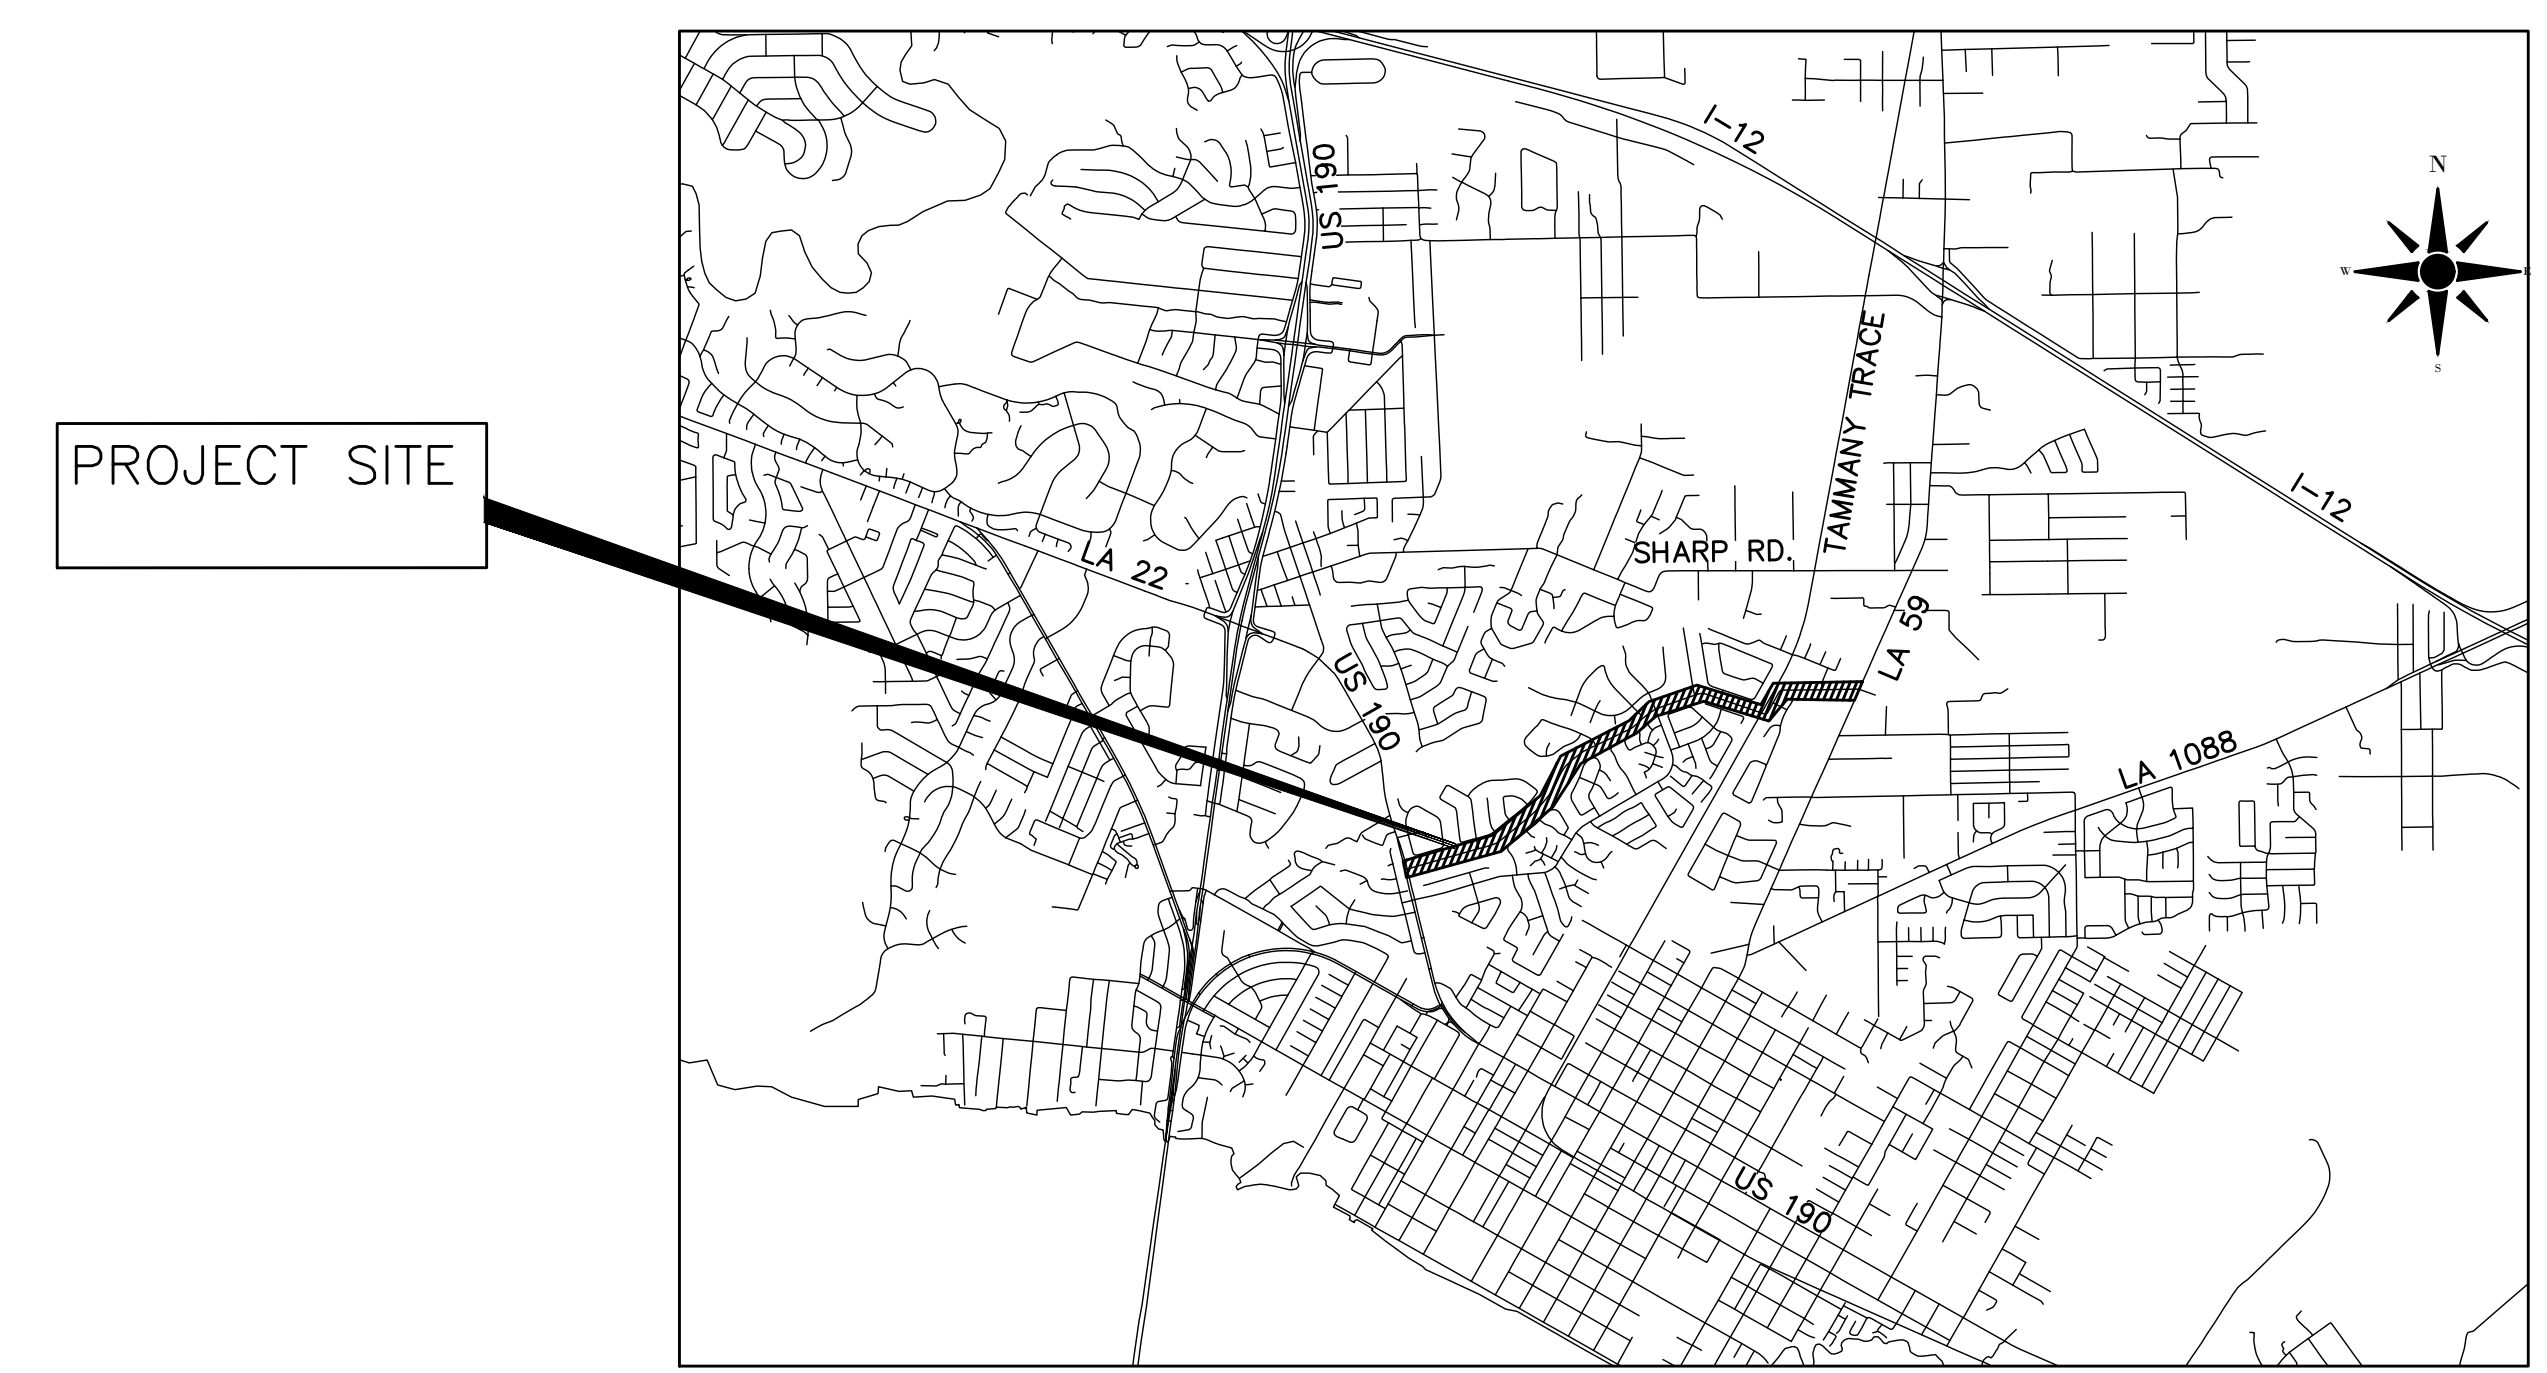 I-12
US 190
N
W
E
S
TAMMANY TRACE
PROJECT SITE
I-12
LA 22
SHARP RD.
LA 59
US 190
LA 1088
US 190